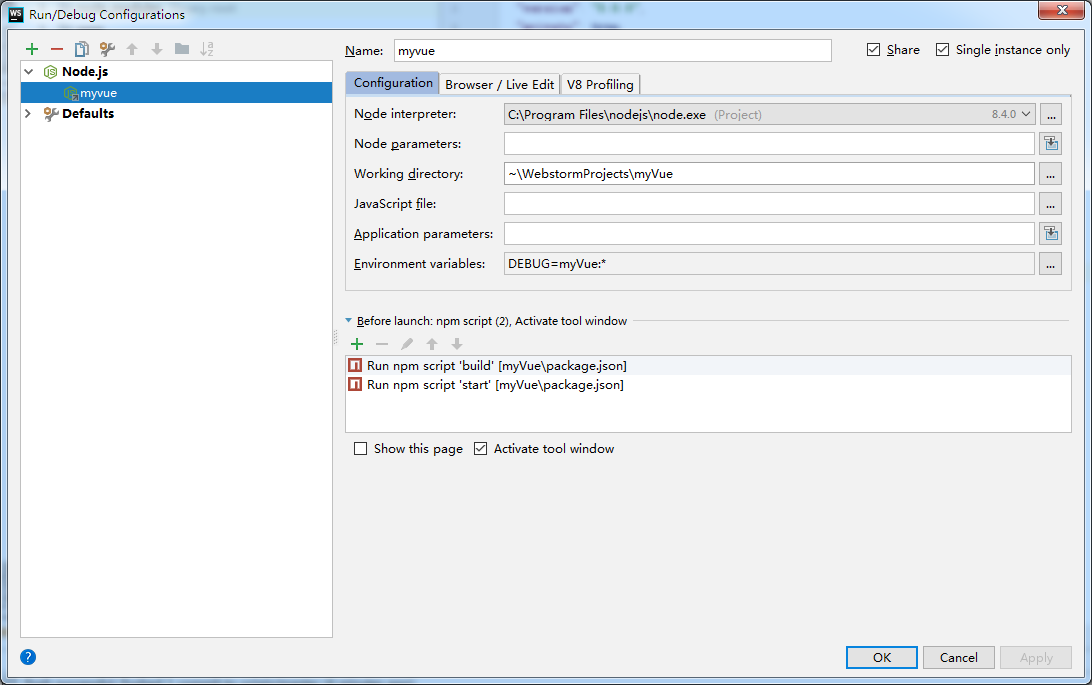 WS Run/Debug Configurations
Name: myvue Share Single instance only
Node.js
myvue
Defaults
Configuration Browser / Live Edit V8 Profiling
Node interpreter: C:\Program Files\nodejs\node.exe (Project) 8.4.0 ...
Node parameters:
Working directory: ~\WebstormProjects\myVue ...
JavaScript file: ...
Application parameters:
Environment variables: DEBUG=myVue:* ...
Before launch: npm script (2), Activate tool window
Run npm script 'build' [myVue\package.json]
Run npm script 'start' [myVue\package.json]
Show this page Activate tool window
? OK Cancel Apply